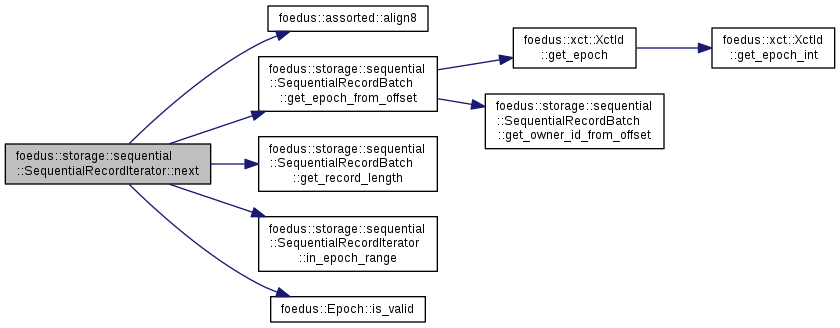 foedus::storage::sequential
::SequentialRecordIterator::next
foedus::assorted::align8
foedus::storage::sequential
::SequentialRecordBatch
::get_epoch_from_offset
foedus::storage::sequential
::SequentialRecordBatch
::get_record_length
foedus::storage::sequential
::SequentialRecordIterator
::in_epoch_range
foedus::Epoch::is_valid
foedus::xct::XctId
::get_epoch
foedus::storage::sequential
::SequentialRecordBatch
::get_owner_id_from_offset
foedus::xct::XctId
::get_epoch_int